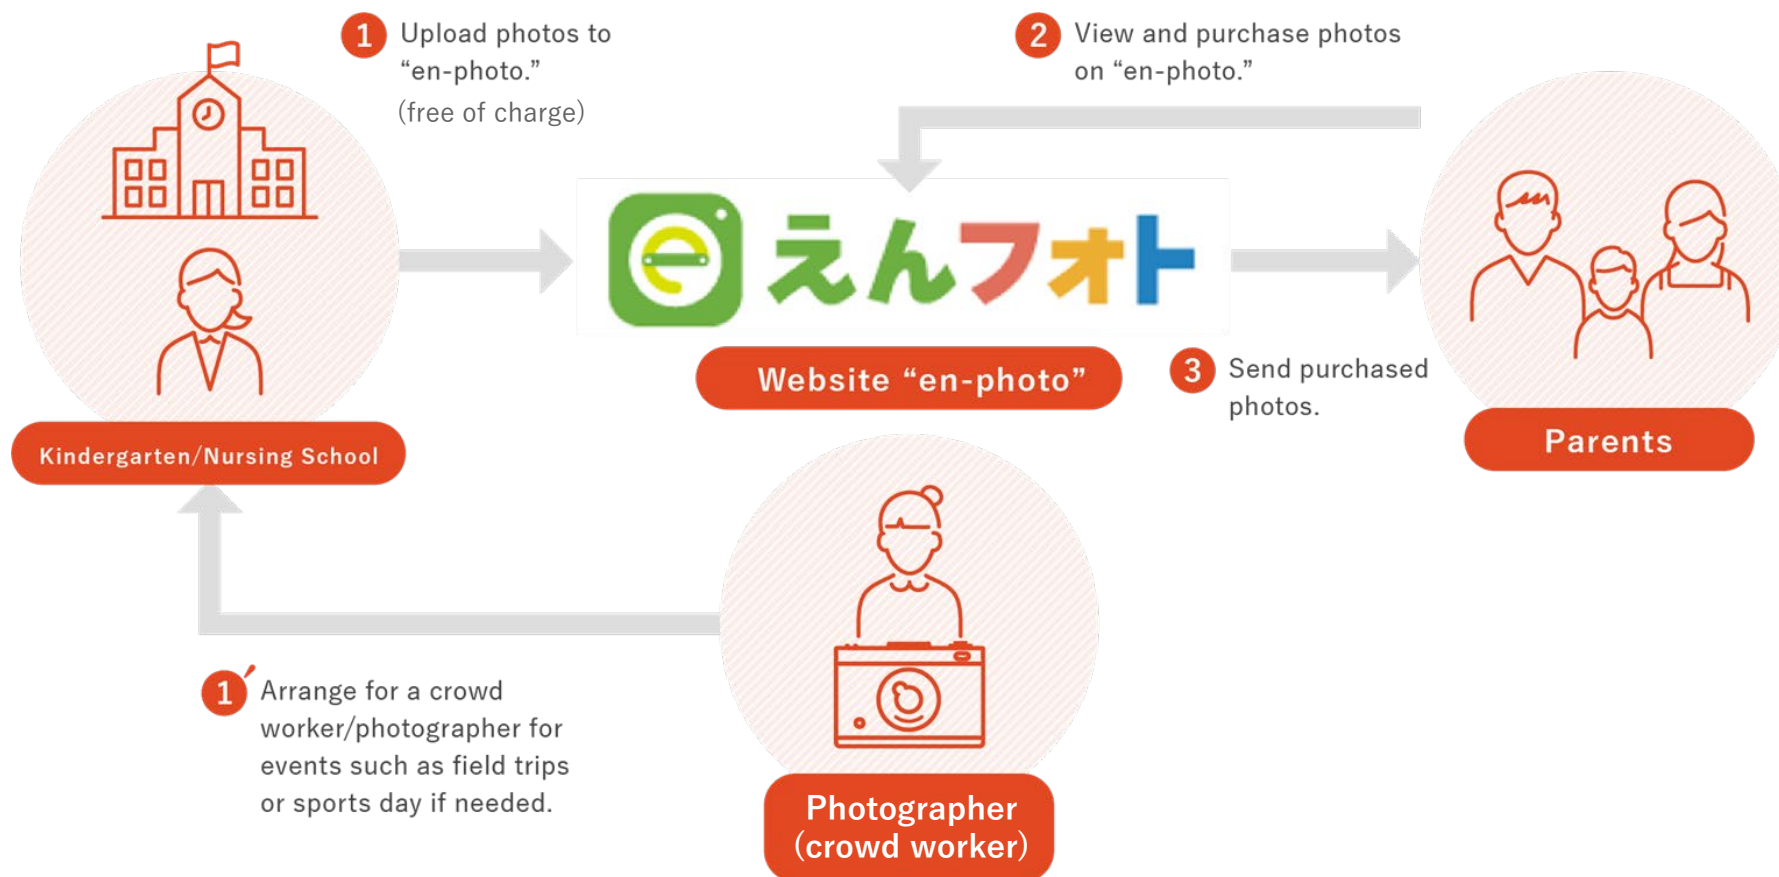 1 Upload photos to
“en-photo.”
(free of charge)
2 View and purchase photos
on “en-photo.”
e えんフォト
Website “en-photo”
3 Send purchased
photos.
Kindergarten/Nursing School
Parents
1′ Arrange for a crowd
worker/photographer for
events such as field trips
or sports day if needed.
Photographer
(crowd worker)